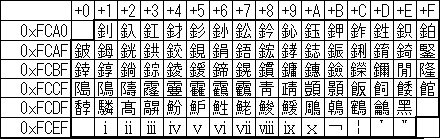 +0 +1 +2 +3 +4 +5 +6 +7 +8 +9 +A +B +C +D +E +F
0xFCA0 釗 釞 釭 釮 釤 釥 鈆 鈐 鈊 鈺 鉀 鈼 鉎 鉙 鉑
0xFCAF 鈹 鉧 銧 鉷 鉸 鋧 鋗 鋙 鋐 﨧 鋕 鋠 鋓 錥 錡 鋻
0xFCBF 﨨 錞 鋿 錝 錂 鍰 鍗 鎤 鏆 鏞 鏸 鐱 鑅 鑈 閒 隆
0xFCCF 﨩 隝 隯 霳 霻 靃 靍 靏 靑 靕 顗 顥 飯 飼 餧 館
0xFCDF 馞 驎 髙 髜 魵 魲 鮏 鮱 鮻 鰀 鵰 鵫 鶴 鸙 黑
0xFCEF ⅰ ⅱ ⅲ ⅳ ⅴ ⅵ ⅶ ⅷ ⅸ ⅹ ￢ ￤ ＇ ＂